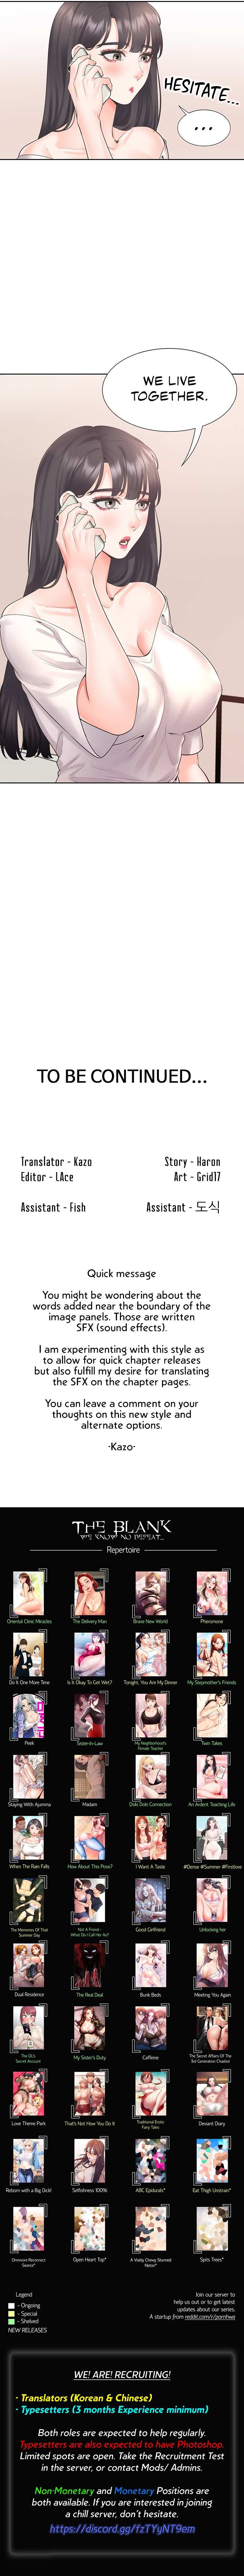 HESITATE...
...
WE LIVE
TOGETHER.
TO BE CONTINUED...
Translator - Kazo
Story - Haron
Editor - LAce
Art - Grid17
Assistant - Fish
Assistant - 도식
Quick message
You might be wondering about the
words added near the boundary of the
image panels. Those are written
SFX (sound effects).
I am experimenting with this style as
to allow for quick chapter releases
but also fulfill my desire for translating
the SFX on the chapter pages.
You can leave a comment on your
thoughts on this new style and
alternate options.
-Kazo-
THE BLANK
WE KNOW NO DEFEAT
Repertoire
Oriental Clinic Miracles
The Delivery Man
Brave New World
Pheromone
Do It One More Time
Is It Okay To Get Wet?
Tonight, You Are My Dinner
My Stepmother's Friends
Peek
Sister-In-Law
My Neighborhood's
Female Teacher
Twin Takes
Staying With Ajumma
Madam
Doki Doki Connection
An Ardent Teaching Life
When The Rain Falls
How About This Pose?
I Want A Taste
#Dense #Summer #Firstlove
The Memories Of That
Summer Day
Not A Friend -
What Do I Call Her As?
Good Girlfriend
Unlocking her
Dual Residence
The Real Deal
Bunk Beds
Meeting You Again
The OL's
Secret Account
My Sister's Duty
Caffeine
The Secret Affairs Of The
3rd Generation Chaebol
Love Theme Park
That's Not How You Do It
Traditional Erotic
Fairy Tales
Deviant Diary
Reborn with a Big Dick!
Selfishness 100%
ABC Epidurals*
Eat Thigh Unstrain*
Open Heart Top*
Spits Trees*
Legend
= Ongoing
= Special
= Shelved
NEW RELEASES
Join our server to
help us out or to get latest
updates about our series.
A startup from reddit.com/r/pornhwa
WE! ARE! RECRUITING!
- Translators (Korean & Chinese)
- Typesetters (3 months Experience minimum)
Both roles are expected to help regularly.
Typesetters are also expected to have Photoshop.
Limited spots are open. Take the Recruitment Test
in the server, or contact Mods/ Admins.
Non-Monetary and Monetary Positions are
both available. If you are interested in joining
a chill server, don't hesitate.
https://discord.gg/fzTYyNT9em